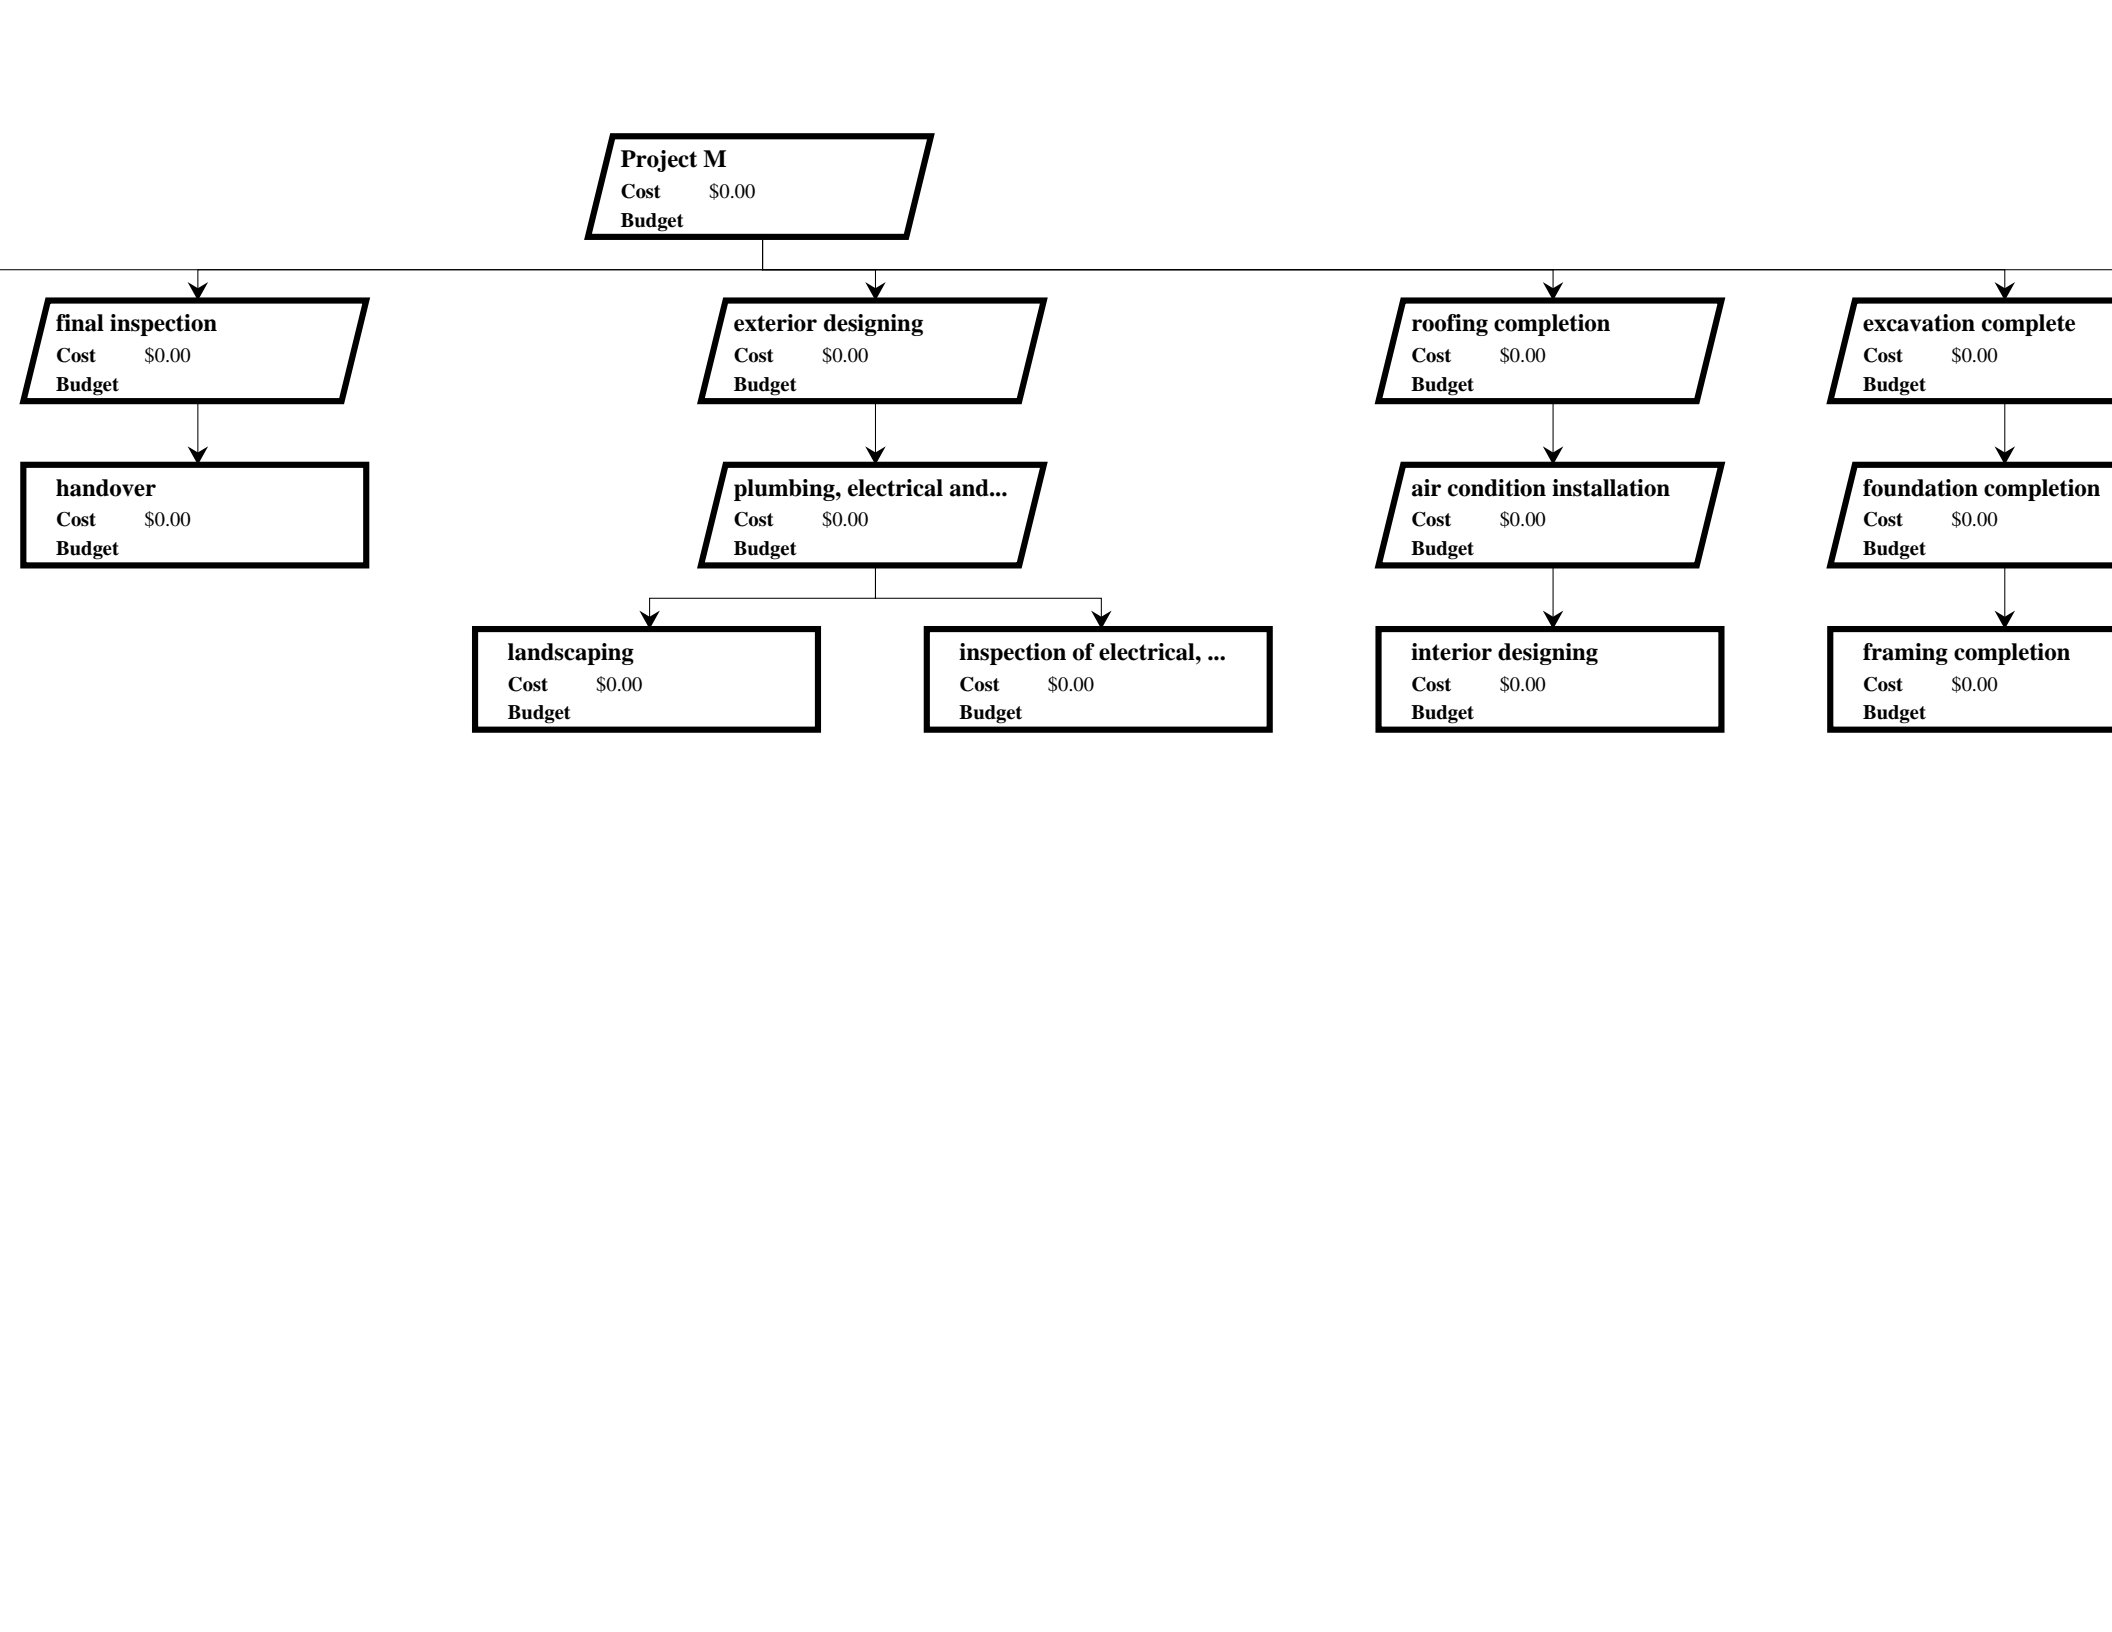 Project M
Cost $0.00
Budget
final inspection
Cost $0.00
Budget
exterior designing
Cost $0.00
Budget
roofing completion
Cost $0.00
Budget
excavation complete
Cost $0.00
Budget
handover
Cost $0.00
Budget
plumbing, electrical and...
Cost $0.00
Budget
air condition installation
Cost $0.00
Budget
foundation completion
Cost $0.00
Budget
landscaping
Cost $0.00
Budget
inspection of electrical, ...
Cost $0.00
Budget
interior designing
Cost $0.00
Budget
framing completion
Cost $0.00
Budget